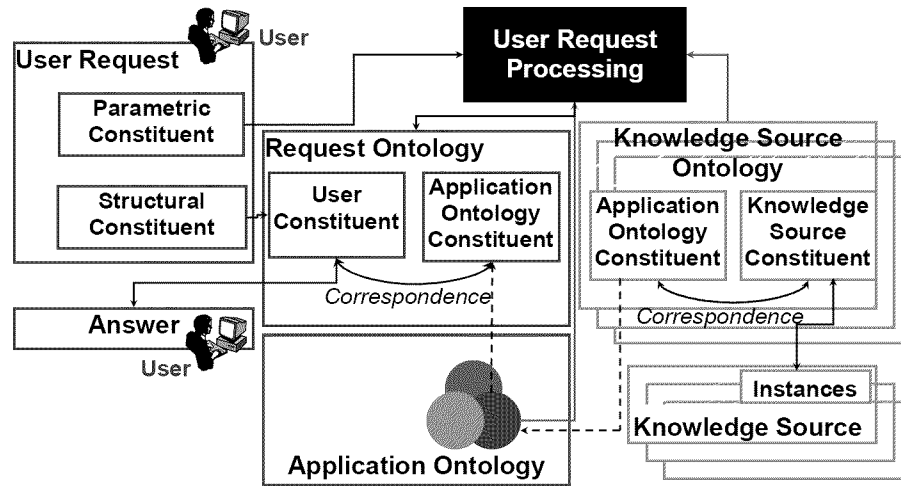 User
User Request
Parametric
Constituent
Structural
Constituent
Answer
User
User Request
Processing
Request Ontology
User
Constituent
Application
Ontology
Constituent
Correspondence
Application Ontology
Knowledge Source
Ontology
Application
Ontology
Constituent
Knowledge
Source
Constituent
Correspondence
Instances
Knowledge Source